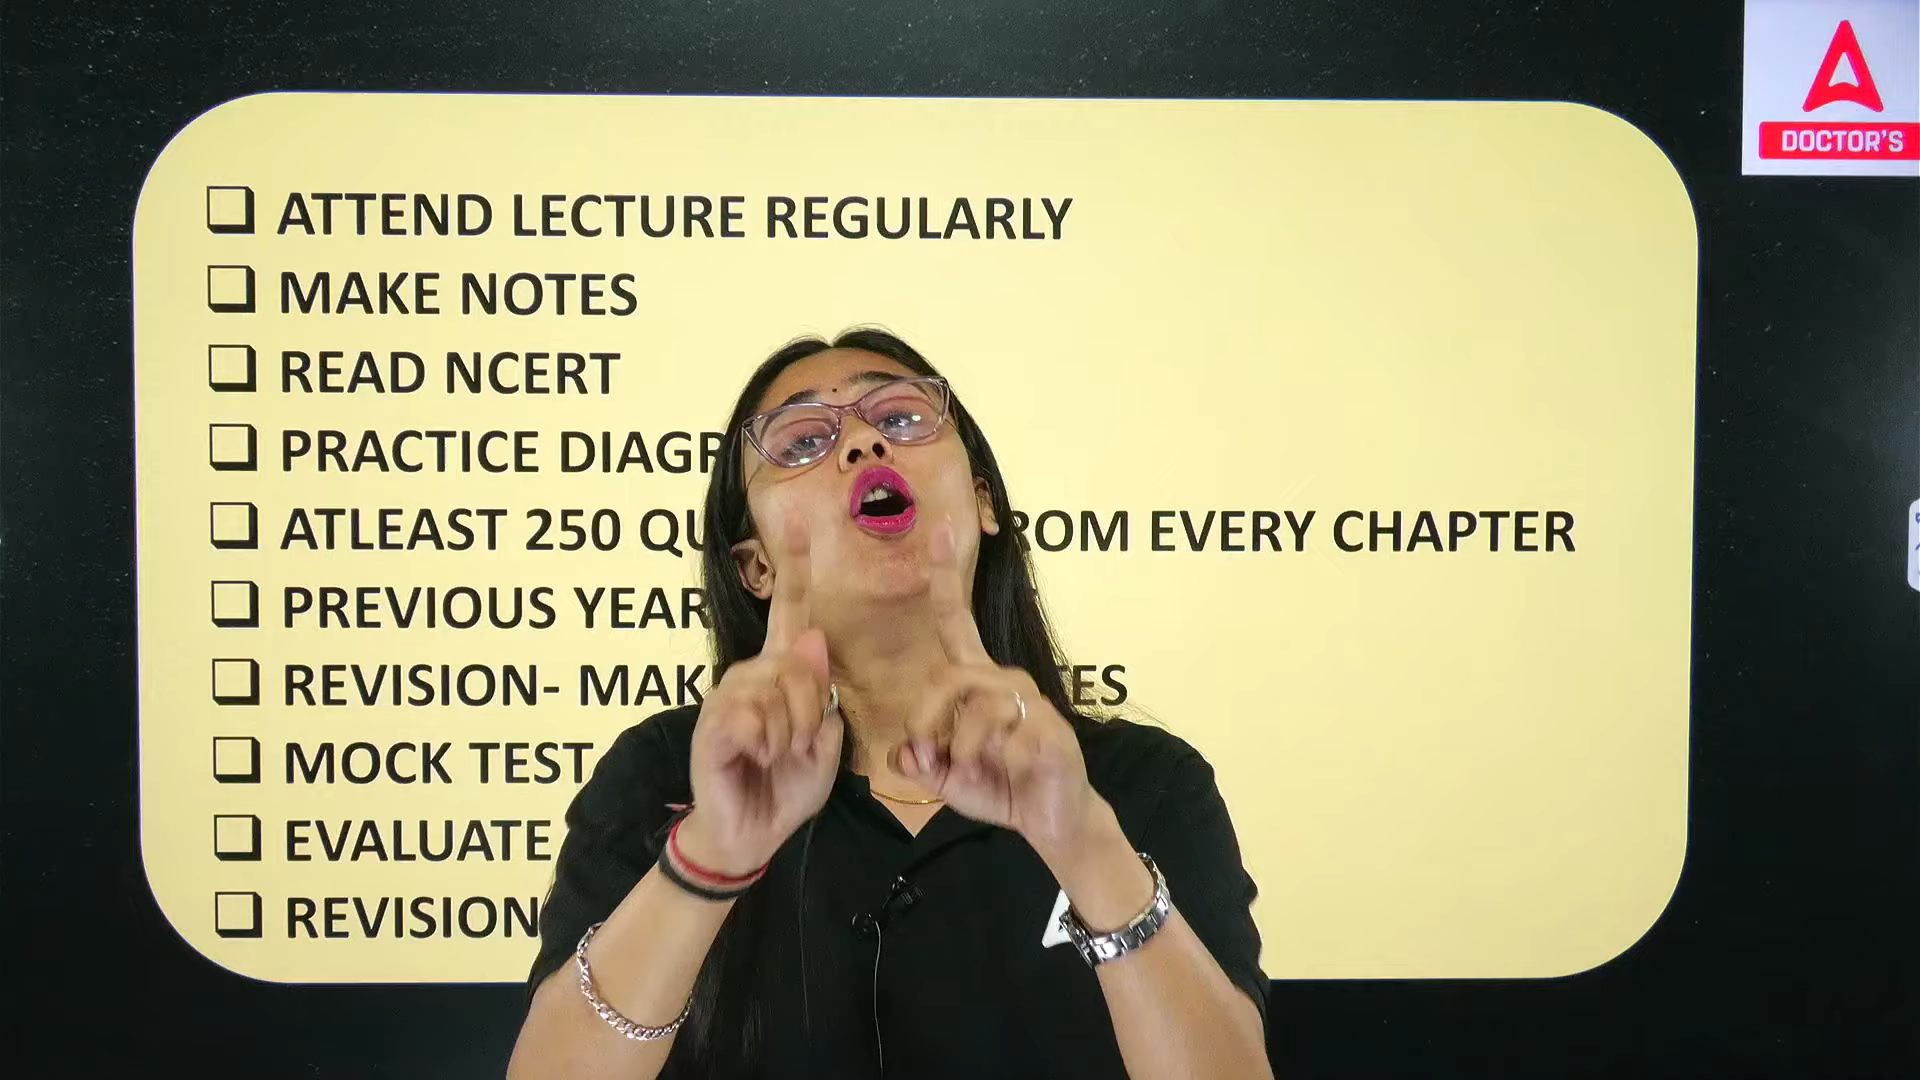 DOCTOR'S
❑ ATTEND LECTURE REGULARLY
❑ MAKE NOTES
❑ READ NCERT
❑ PRACTICE DIAGR
❑ ATLEAST 250 QU ROM EVERY CHAPTER
❑ PREVIOUS YEAR
❑ REVISION- MAK ES
❑ MOCK TEST
❑ EVALUATE
❑ REVISION